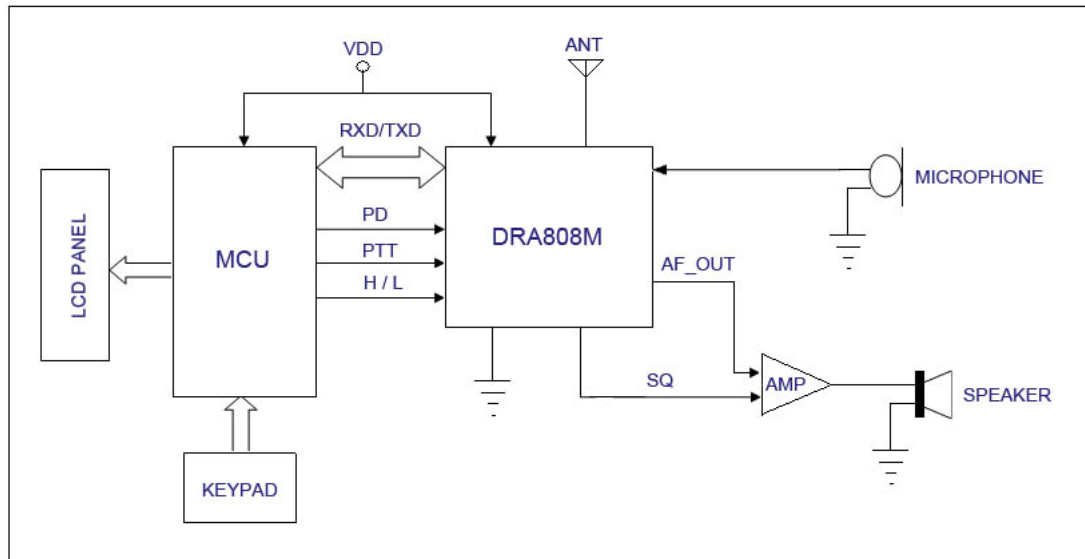 VDD
ANT
RXD/TXD
MICROPHONE
LCD PANEL
MCU
PD
PTT
H / L
DRA808M
AF_OUT
SQ
AMP
SPEAKER
KEYPAD